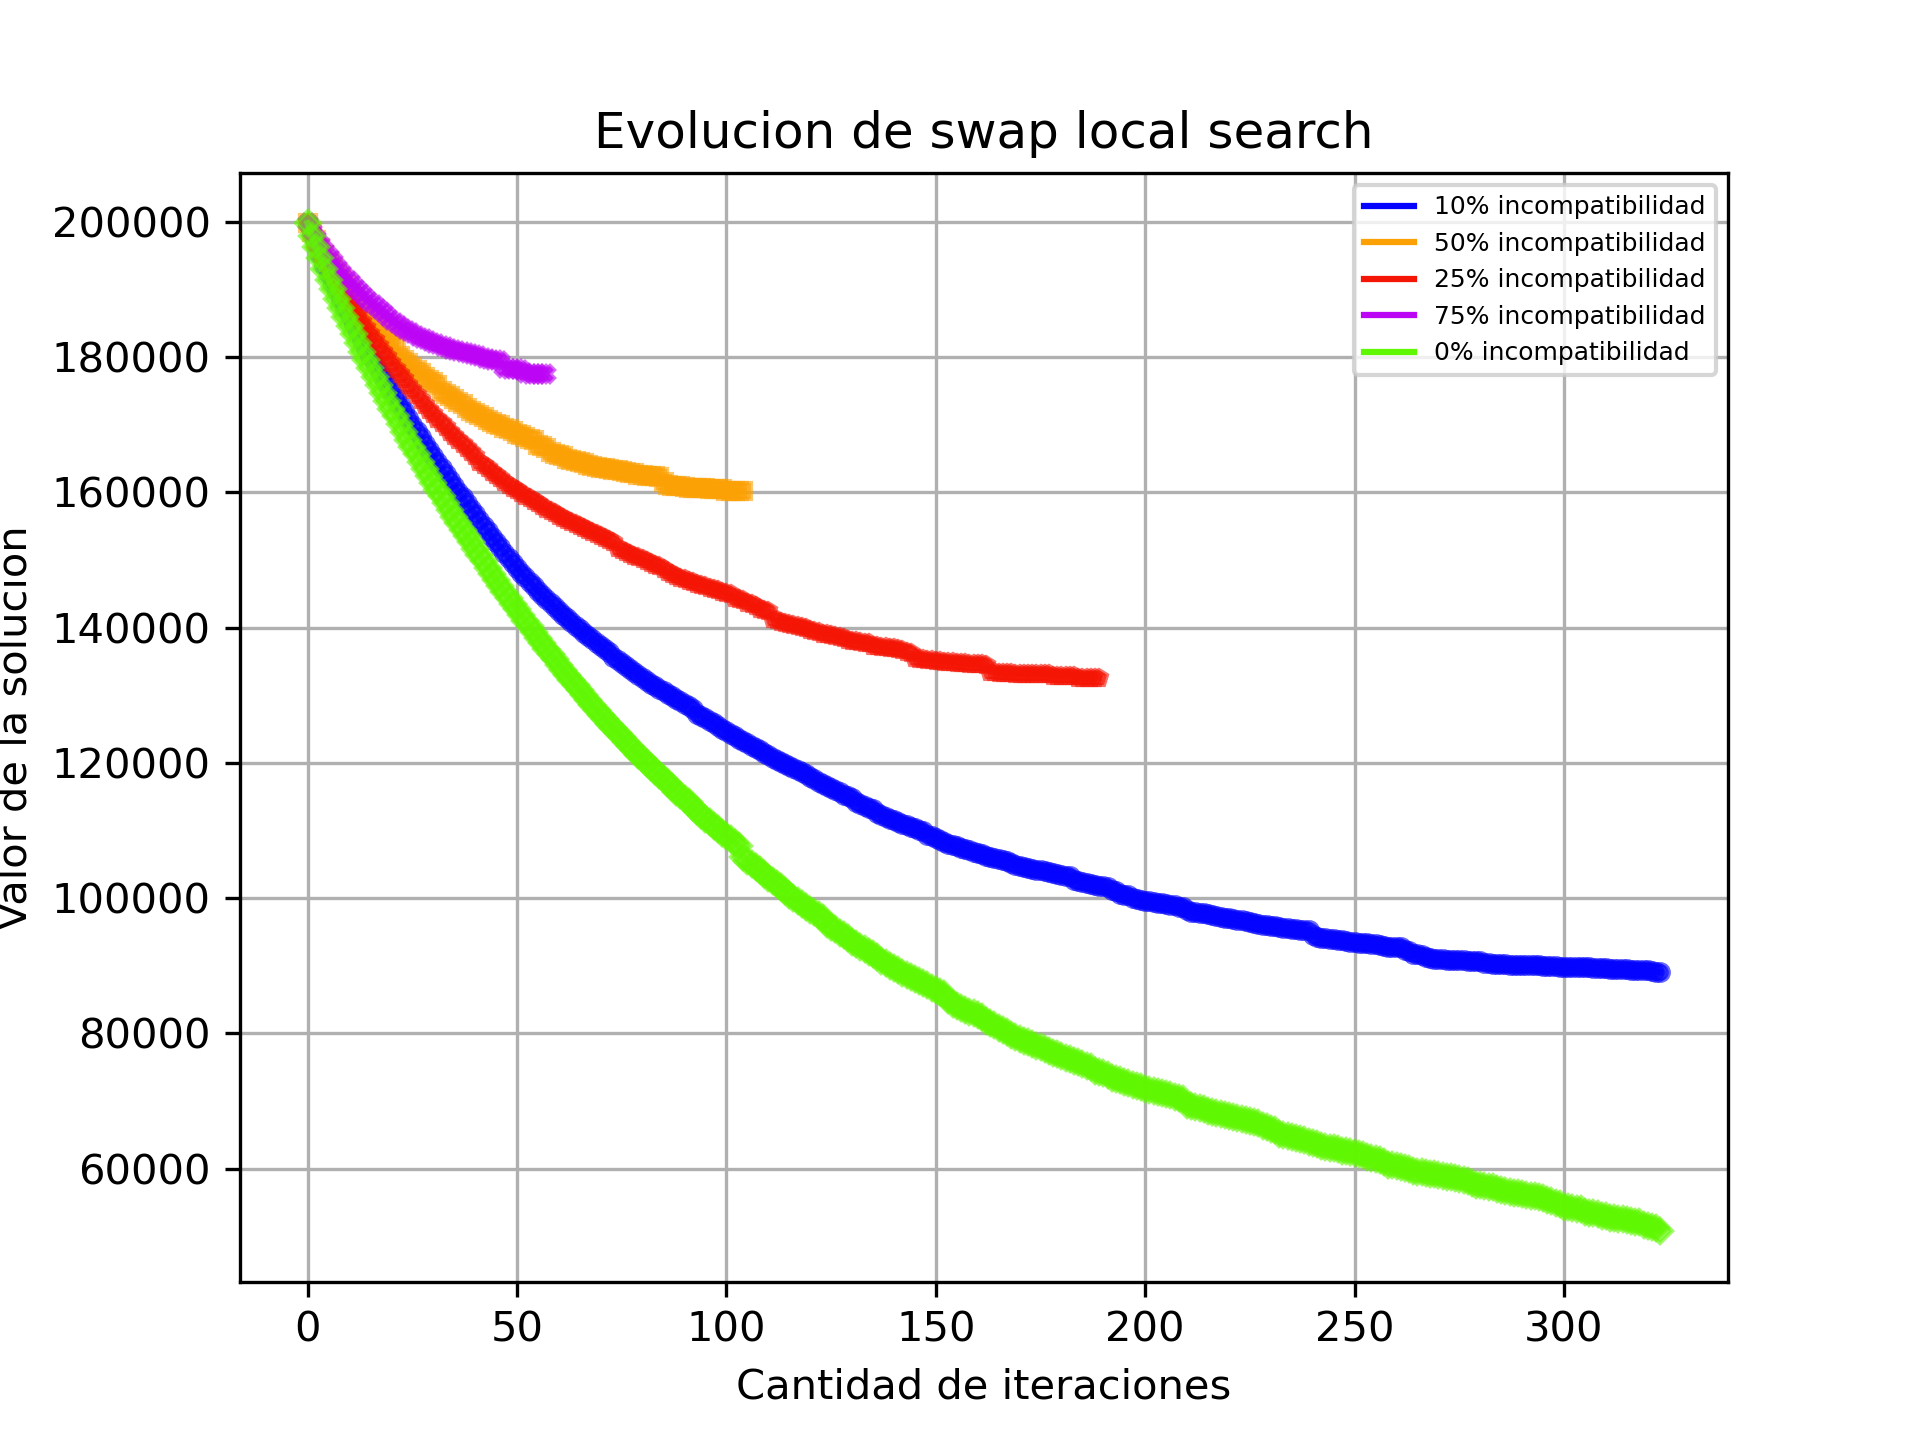 Evolucion de swap local search
10% incompatibilidad
50% incompatibilidad
25% incompatibilidad
75% incompatibilidad
0% incompatibilidad
200000
180000
160000
140000
120000
100000
80000
60000
Valor de la solucion
0 50 100 150 200 250 300
Cantidad de iteraciones